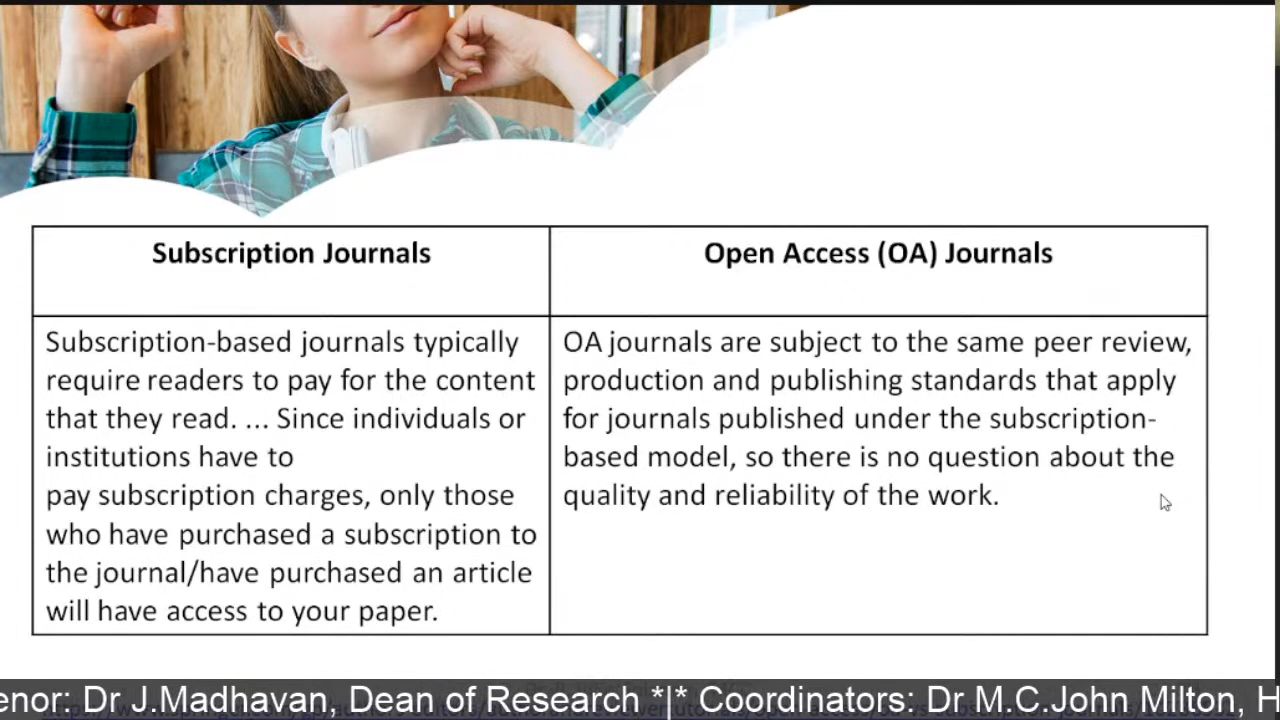 Subscription Journals
Open Access (OA) Journals
Subscription-based journals typically
require readers to pay for the content
that they read. ... Since individuals or
institutions have to
pay subscription charges, only those
who have purchased a subscription to
the journal/have purchased an article
will have access to your paper.
OA journals are subject to the same peer review,
production and publishing standards that apply
for journals published under the subscription-
based model, so there is no question about the
quality and reliability of the work.
enor: Dr.J.Madhavan, Dean of Research *|* Coordinators: Dr.M.C.John Milton, H